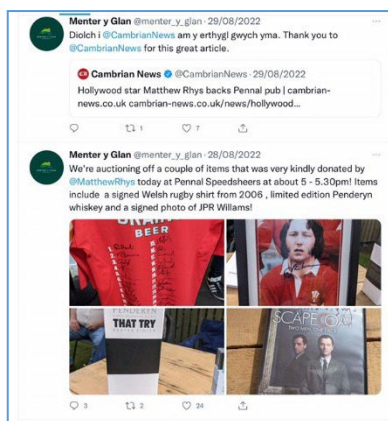 Menter y Glan @menter_y_glan · 29/08/2022
Diolch i @CambrianNews am y erthygl gwych yma. Thank you to
@CambrianNews for this great article.
Cambrian News @CambrianNews · 29/08/2022
Hollywood star Matthew Rhys backs Pennal pub | cambrian-
news.co.uk cambrian-news.co.uk/news/hollywood...
1
7
Menter y Glan @menter_y_glan · 28/08/2022
We're auctioning off a couple of items that was very kindly donated by
@MatthewRhys today at Pennal Speedsheers at about 5 - 5.30pm! Items
include a signed Welsh rugby shirt from 2006 , limited edition Penderyn
whiskey and a signed photo of JPR Willams!
BEER
PENDERYN
THAT TRY
SCAPEGOAT
3
2
24